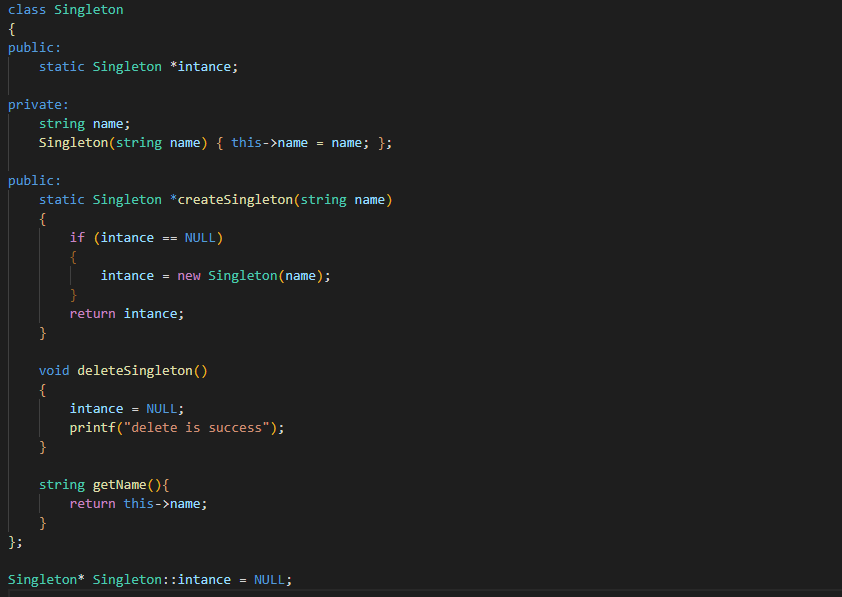 class Singleton
{
public:
    static Singleton *intance;

private:
    string name;
    Singleton(string name) { this->name = name; };

public:
    static Singleton *createSingleton(string name)
    {
        if (intance == NULL)
        {
            intance = new Singleton(name);
        }
        return intance;
    }

    void deleteSingleton()
    {
        intance = NULL;
        printf("delete is success");
    }

    string getName(){
        return this->name;
    }
};

Singleton* Singleton::intance = NULL;